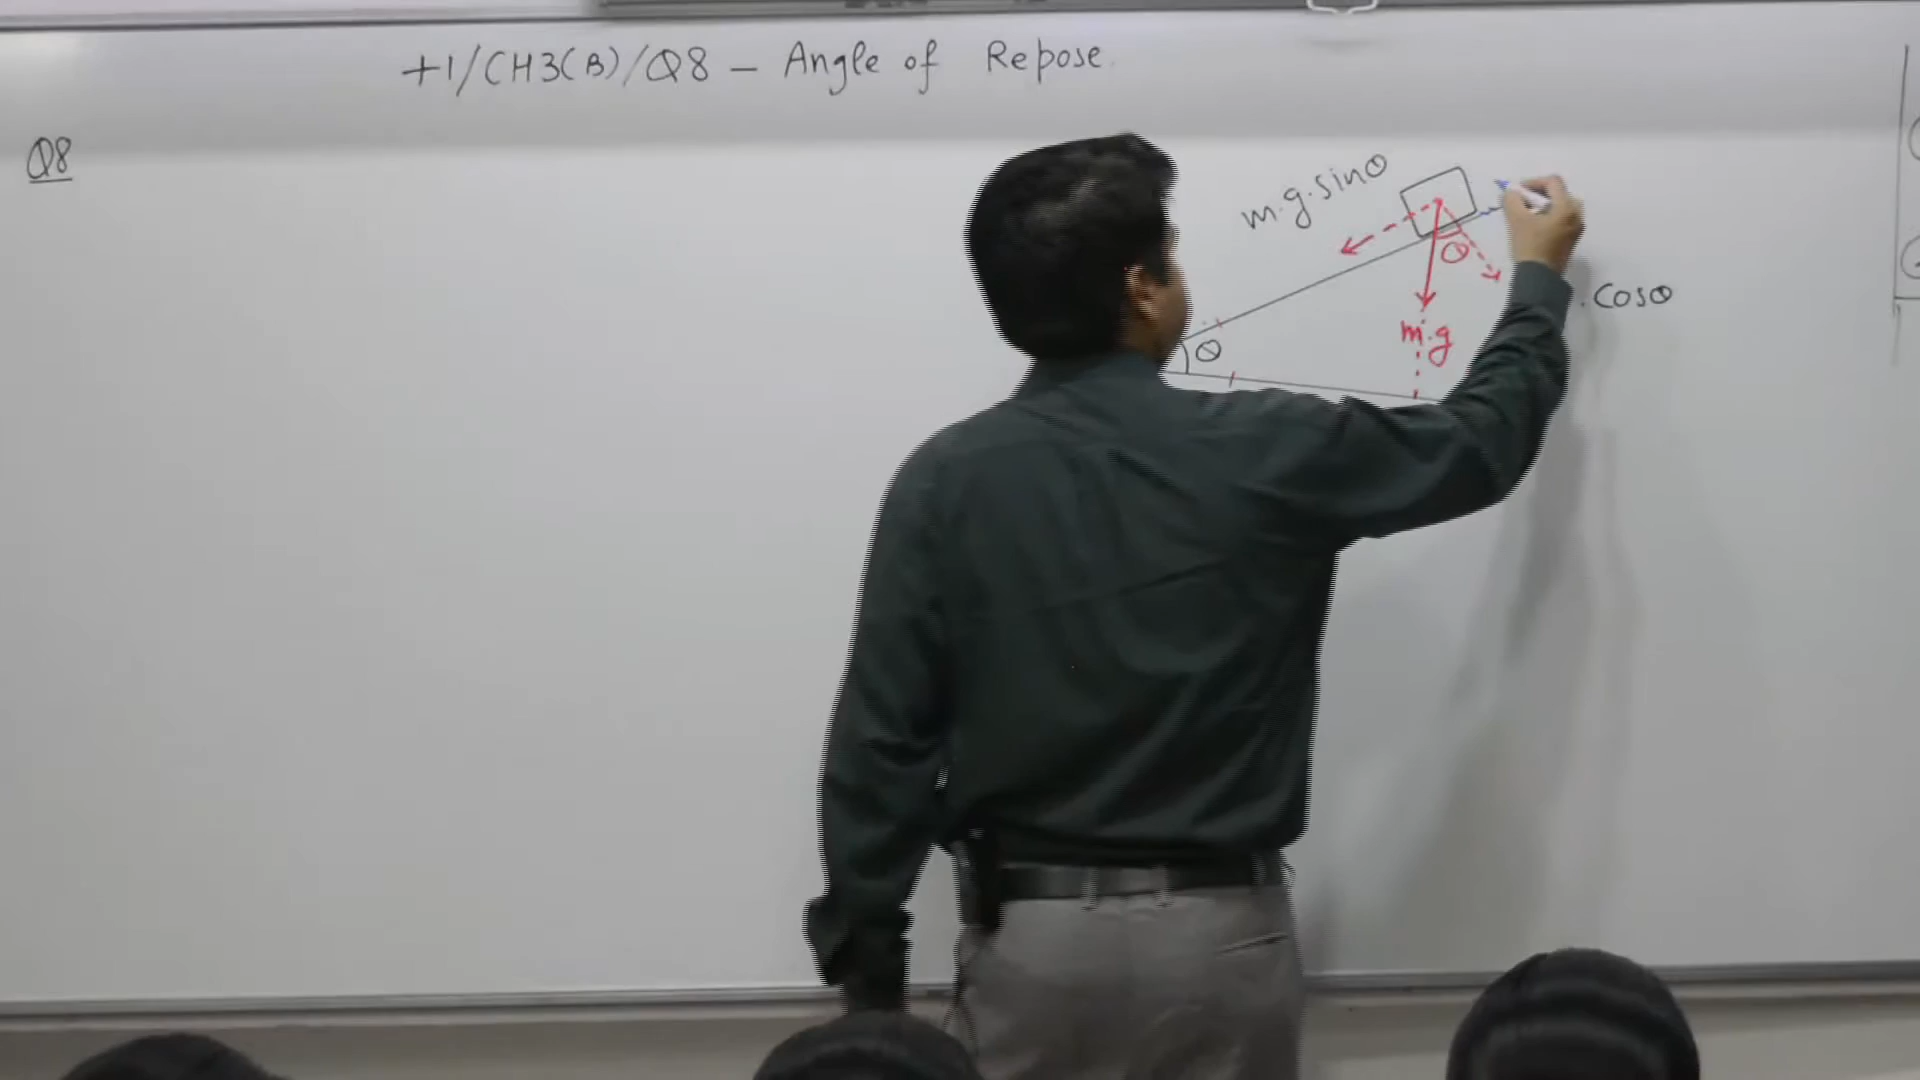 +1/CH3(B)/Q8 - Angle of Repose
Q8
m.g.sinθ
θ
. cosθ
m.g
θ